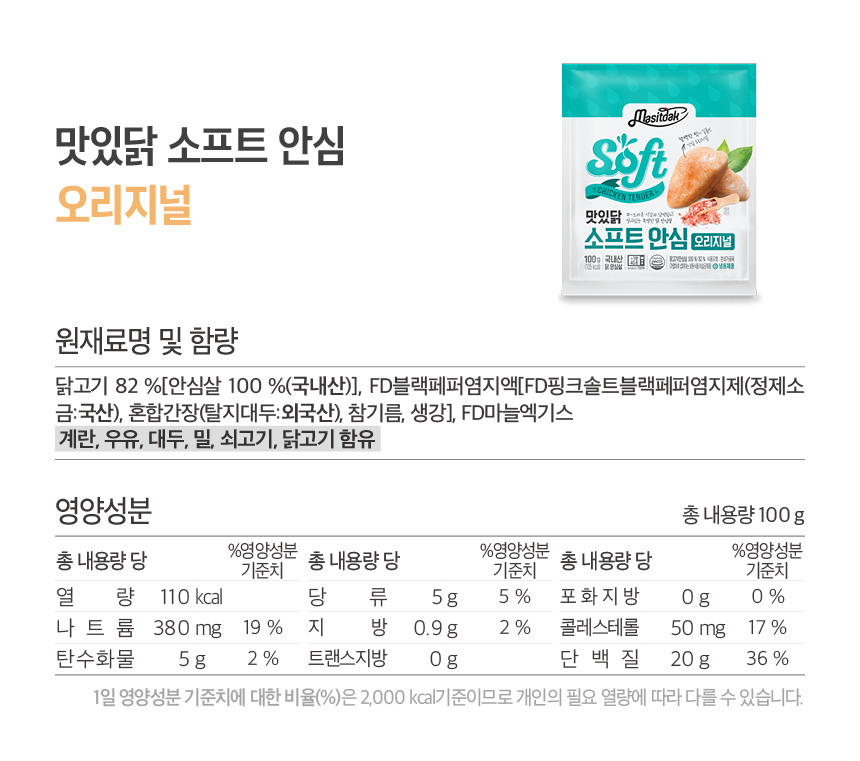 맛있닭 소프트 안심
오리지널
Masitdak
Soft
CHICKEN TENDER
맛있닭
소프트 안심 오리지널
100 g
국내산
닭 안심살
냉동제품
원재료명 및 함량
닭고기 82 %[안심살 100 %(국내산)], FD블랙페퍼염지액[FD핑크솔트블랙페퍼염지제(정제소
금:국산), 혼합간장(탈지대두:외국산), 참기름, 생강], FD마늘엑기스
계란, 우유, 대두, 밀, 쇠고기, 닭고기 함유
영양성분 총 내용량 100 g
총 내용량 당 %영양성분 기준치 총 내용량 당 %영양성분 기준치 총 내용량 당 %영양성분 기준치
열 량 110 kcal 당 류 5 g 5 % 포화지방 0 g 0 %
나트륨 380 mg 19 % 지 방 0.9 g 2 % 콜레스테롤 50 mg 17 %
탄수화물 5 g 2 % 트랜스지방 0 g 단백질 20 g 36 %
1일 영양성분 기준치에 대한 비율(%)은 2,000 kcal기준이므로 개인의 필요 열량에 따라 다를 수 있습니다.